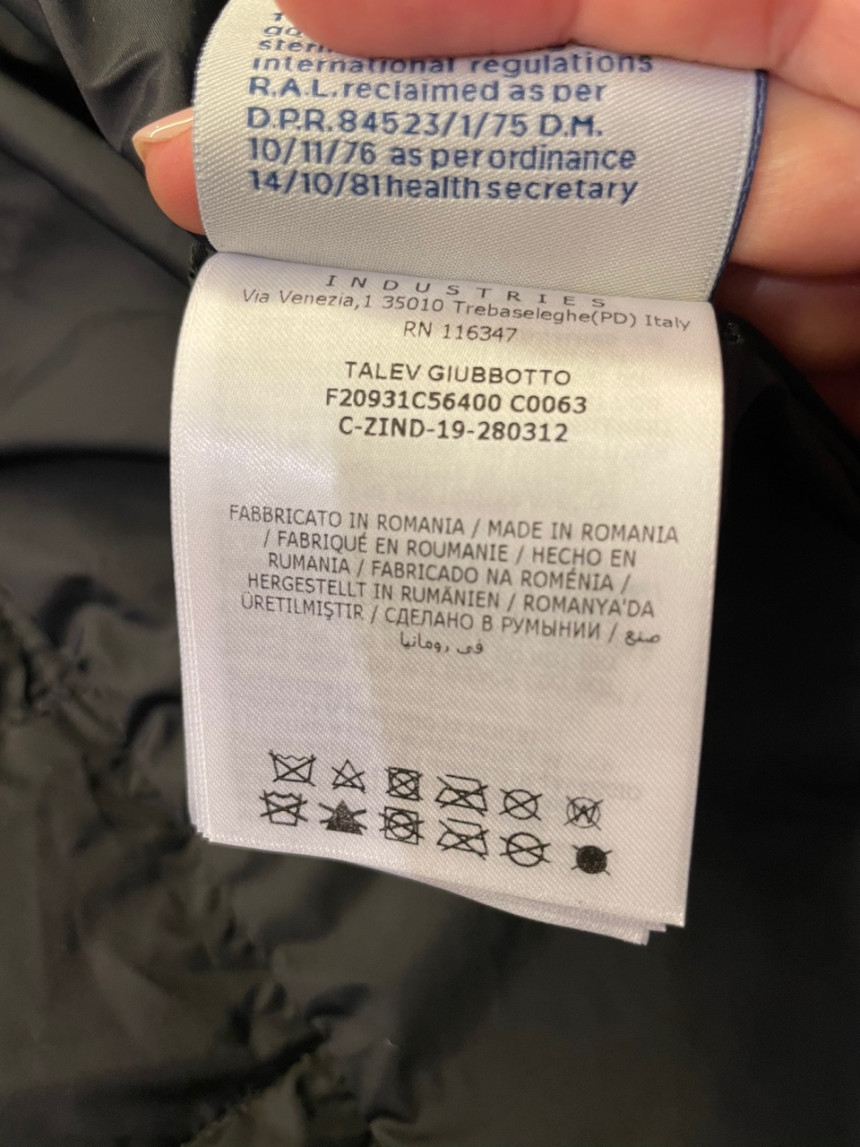 international regulations
R.A.L. reclaimed as per
D.P.R. 84523/1/75 D.M.
10/11/76 as per ordinance
14/10/81 health secretary
INDUSTRIES
Via Venezia,1 35010 Trebaseleghe(PD) Italy
RN 116347
TALEV GIUBBOTTO
F20931C56400 C0063
C-ZIND-19-280312
FABBRICATO IN ROMANIA / MADE IN ROMANIA
/ FABRIQUÉ EN ROUMANIE / HECHO EN
RUMANIA / FABRICADO NA ROMÉNIA /
HERGESTELLT IN RUMÄNIEN / ROMANYA'DA
ÜRETILMIŞTIR / СДЕЛАНО В РУМЫНИИ / صنع
في رومانيا
W